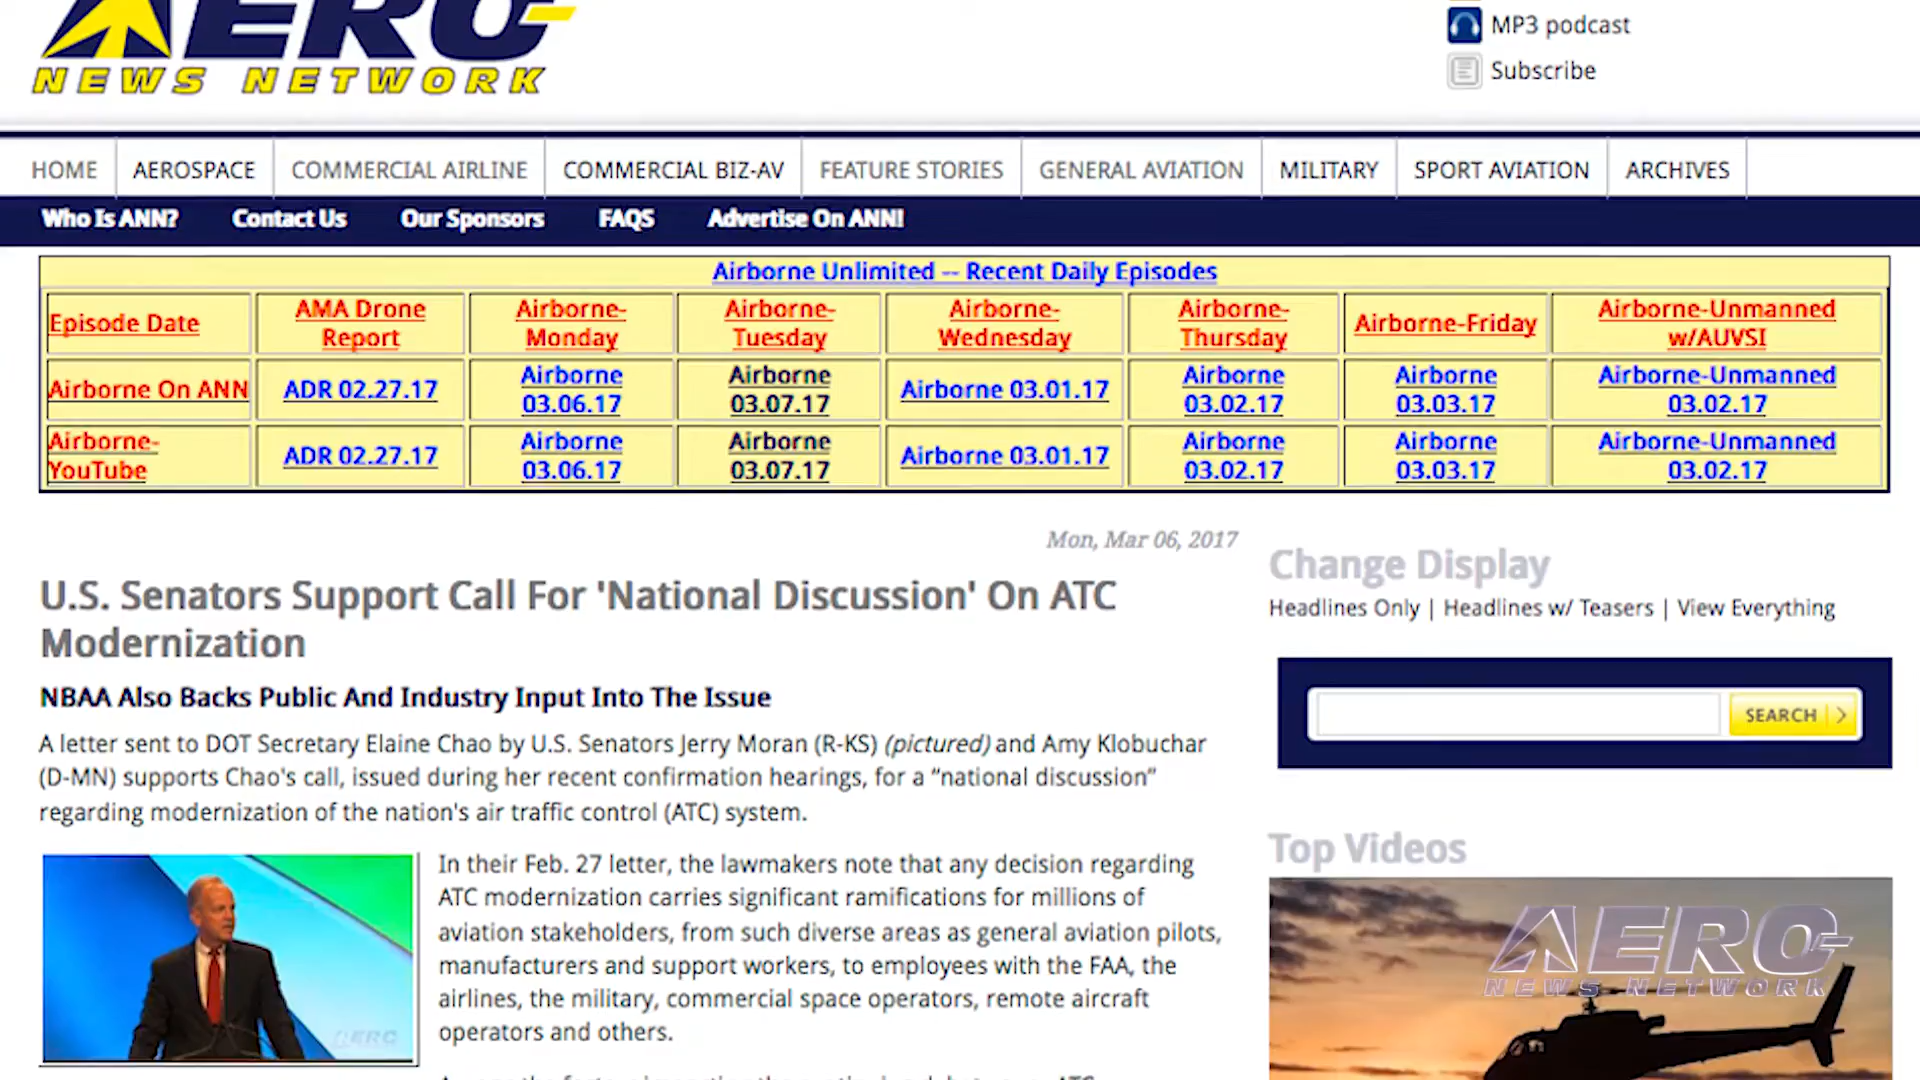 AERO-
NEWS NETWORK
MP3 podcast
Subscribe
HOME AEROSPACE COMMERCIAL AIRLINE COMMERCIAL BIZ-AV FEATURE STORIES GENERAL AVIATION MILITARY SPORT AVIATION ARCHIVES
Who Is ANN? Contact Us Our Sponsors FAQS Advertise On ANN!
Airborne Unlimited -- Recent Daily Episodes
Episode Date
AMA Drone
Report
Airborne-
Monday
Airborne-
Tuesday
Airborne-
Wednesday
Airborne-
Thursday
Airborne-Friday
Airborne-Unmanned
w/AUVSI
Airborne On ANN
ADR 02.27.17
Airborne
03.06.17
Airborne
03.07.17
Airborne 03.01.17
Airborne
03.02.17
Airborne
03.03.17
Airborne-Unmanned
03.02.17
Airborne-
YouTube
ADR 02.27.17
Airborne
03.06.17
Airborne
03.07.17
Airborne 03.01.17
Airborne
03.02.17
Airborne
03.03.17
Airborne-Unmanned
03.02.17
Mon, Mar 06, 2017
U.S. Senators Support Call For 'National Discussion' On ATC
Modernization
NBAA Also Backs Public And Industry Input Into The Issue
A letter sent to DOT Secretary Elaine Chao by U.S. Senators Jerry Moran (R-KS) (pictured) and Amy Klobuchar
(D-MN) supports Chao's call, issued during her recent confirmation hearings, for a “national discussion”
regarding modernization of the nation's air traffic control (ATC) system.
In their Feb. 27 letter, the lawmakers note that any decision regarding
ATC modernization carries significant ramifications for millions of
aviation stakeholders, from such diverse areas as general aviation pilots,
manufacturers and support workers, to employees with the FAA, the
airlines, the military, commercial space operators, remote aircraft
operators and others.
AERO
Change Display
Headlines Only | Headlines w/ Teasers | View Everything
SEARCH
Top Videos
AERO-
NEWS NETWORK